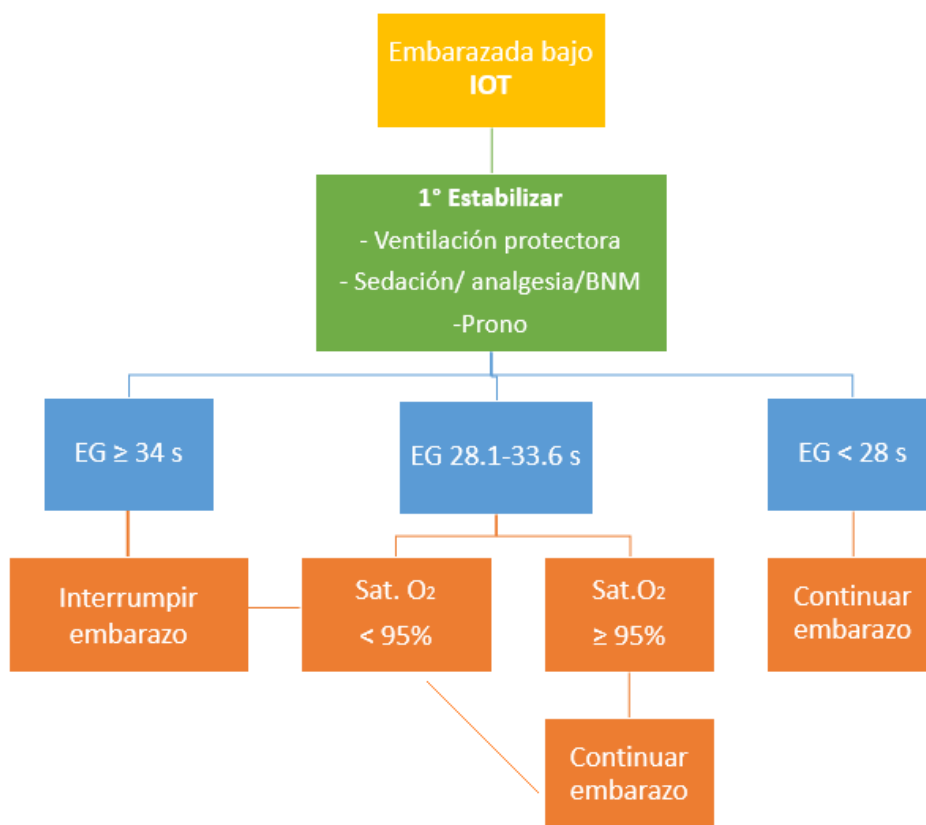 Embarazada bajo
IOT
1° Estabilizar
- Ventilación protectora
- Sedación/ analgesia/BNM
-Prono
EG ≥ 34 s
EG 28.1-33.6 s
EG < 28 s
Interrumpir
embarazo
Sat. O₂
< 95%
Sat.O₂
≥ 95%
Continuar
embarazo
Continuar
embarazo